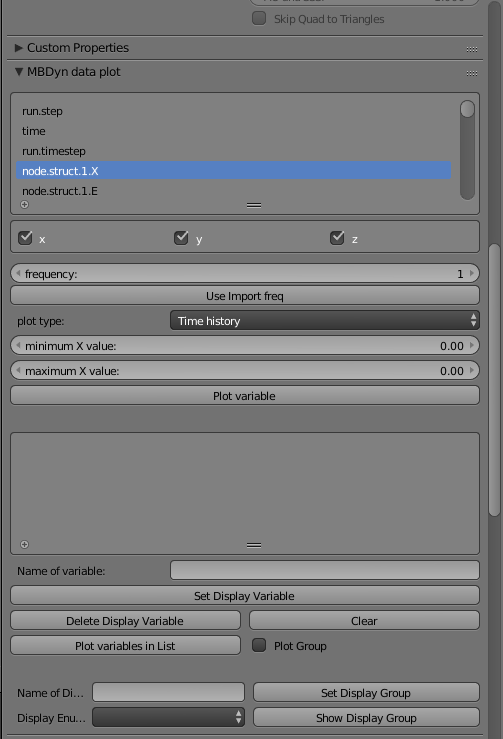 Skip Quad to Triangles
Custom Properties
MBDyn data plot
run.step
time
run.timestep
node.struct.1.X
node.struct.1.E
x y z
frequency: 1
Use Import freq
plot type: Time history
minimum X value: 0.00
maximum X value: 0.00
Plot variable
Name of variable:
Set Display Variable
Delete Display Variable Clear
Plot variables in List Plot Group
Name of Di... Set Display Group
Display Enu... Show Display Group